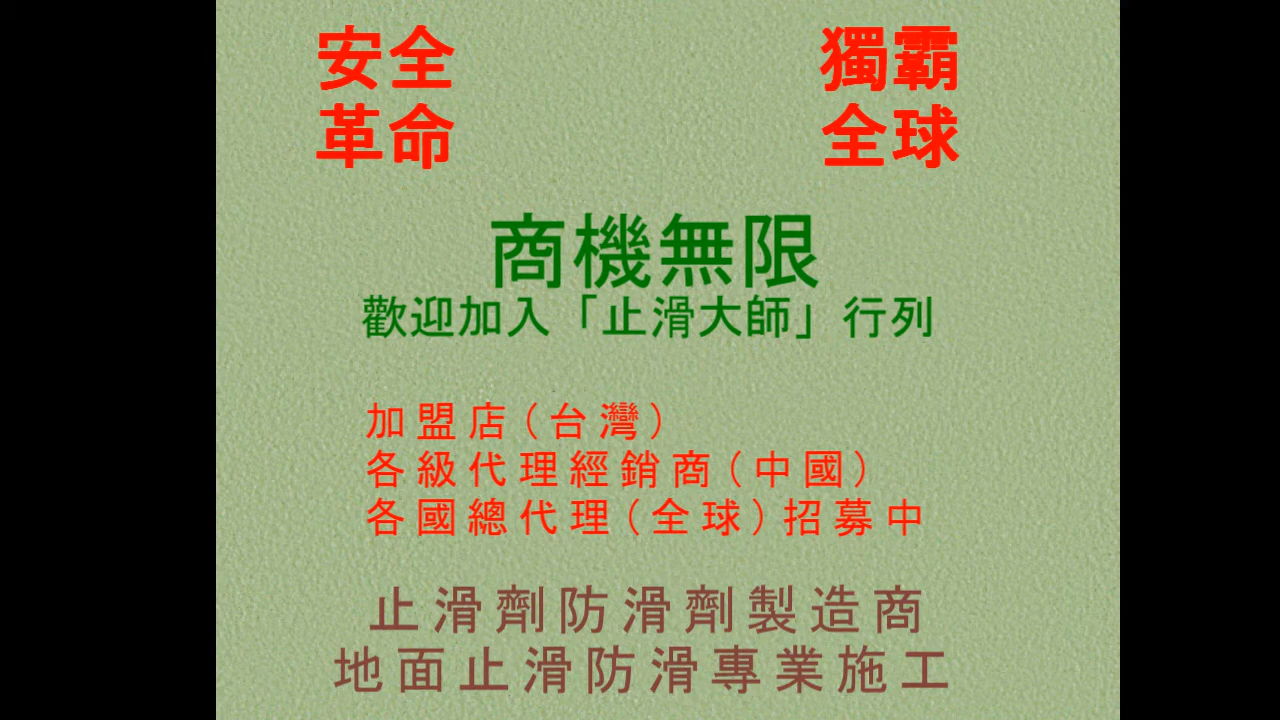 安全 獨霸
革命 全球
商機無限
歡迎加入「止滑大師」行列
加盟店(台灣)
各級代理經銷商(中國)
各國總代理(全球)招募中
止滑劑防滑劑製造商
地面止滑防滑專業施工